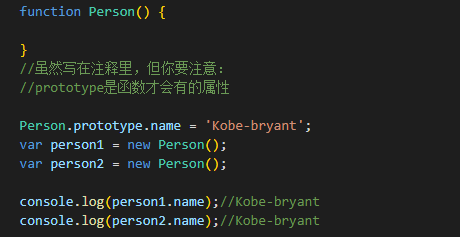 function Person() {
}
//虽然写在注释里，但你要注意：
//prototype是函数才会有的属性
Person.prototype.name = 'Kobe-bryant';
var person1 = new Person();
var person2 = new Person();
console.log(person1.name);//Kobe-bryant
console.log(person2.name);//Kobe-bryant